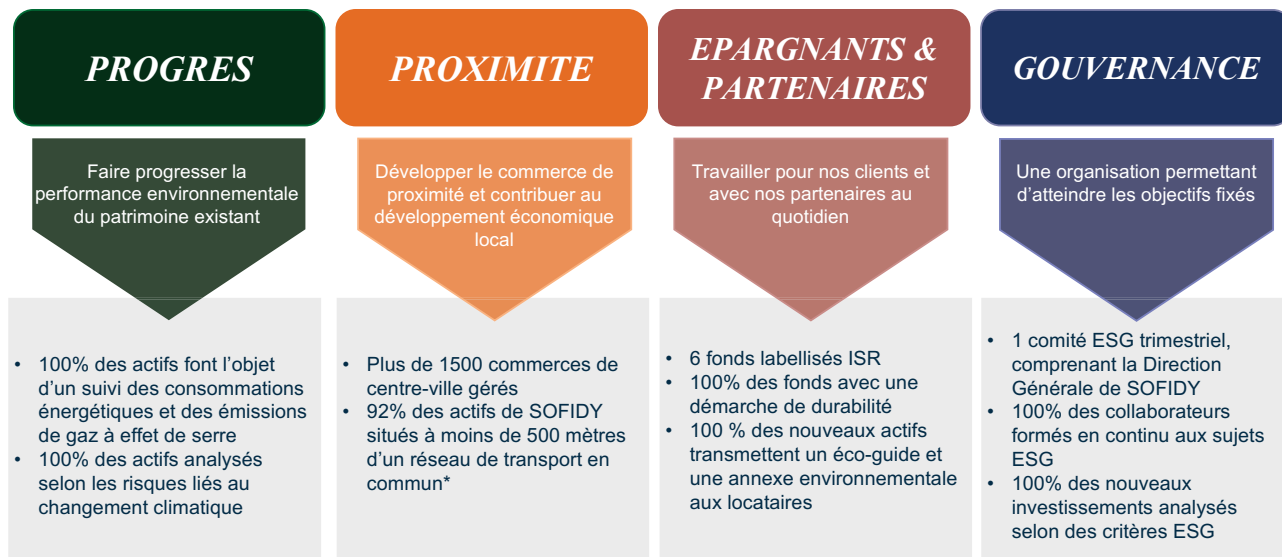 PROGRES
Faire progresser la
performance environnementale
du patrimoine existant
• 100% des actifs font l’objet
d’un suivi des consommations
énergétiques et des émissions
de gaz à effet de serre
• 100% des actifs analysés
selon les risques liés au
changement climatique
PROXIMITE
Développer le commerce de
proximité et contribuer au
développement économique
local
• Plus de 1500 commerces de
centre-ville gérés
• 92% des actifs de SOFIDY
situés à moins de 500 mètres
d’un réseau de transport en
commun*
EPARGNANTS &
PARTENAIRES
Travailler pour nos clients et
avec nos partenaires au
quotidien
• 6 fonds labellisés ISR
• 100% des fonds avec une
démarche de durabilité
• 100 % des nouveaux actifs
transmettent un éco-guide et
une annexe environnementale
aux locataires
GOUVERNANCE
Une organisation permettant
d’atteindre les objectifs fixés
• 1 comité ESG trimestriel,
comprenant la Direction
Générale de SOFIDY
• 100% des collaborateurs
formés en continu aux sujets
ESG
• 100% des nouveaux
investissements analysés
selon des critères ESG